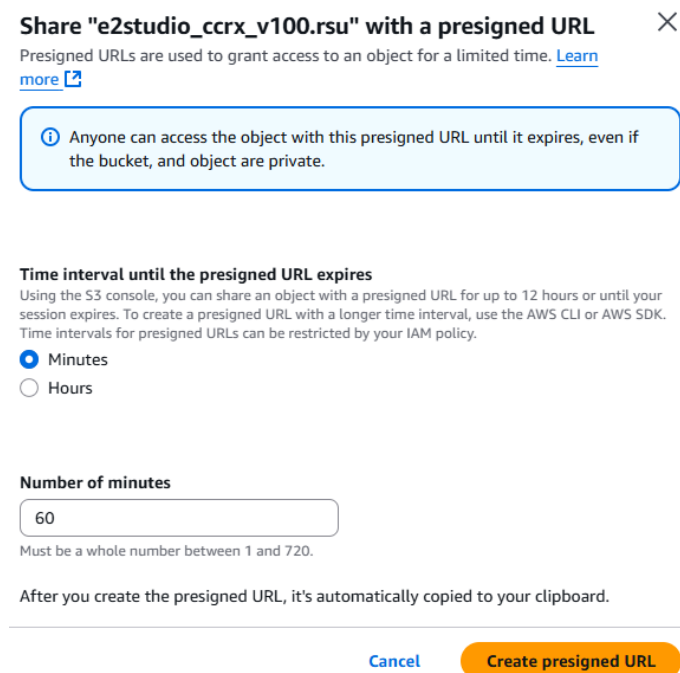 Share "e2studio_ccrx_v100.rsu" with a presigned URL
Presigned URLs are used to grant access to an object for a limited time. Learn
more
Anyone can access the object with this presigned URL until it expires, even if
the bucket, and object are private.
Time interval until the presigned URL expires
Using the S3 console, you can share an object with a presigned URL for up to 12 hours or until your
session expires. To create a presigned URL with a longer time interval, use the AWS CLI or AWS SDK.
Time intervals for presigned URLs can be restricted by your IAM policy.
Minutes
Hours
Number of minutes
60
Must be a whole number between 1 and 720.
After you create the presigned URL, it's automatically copied to your clipboard.
Cancel Create presigned URL